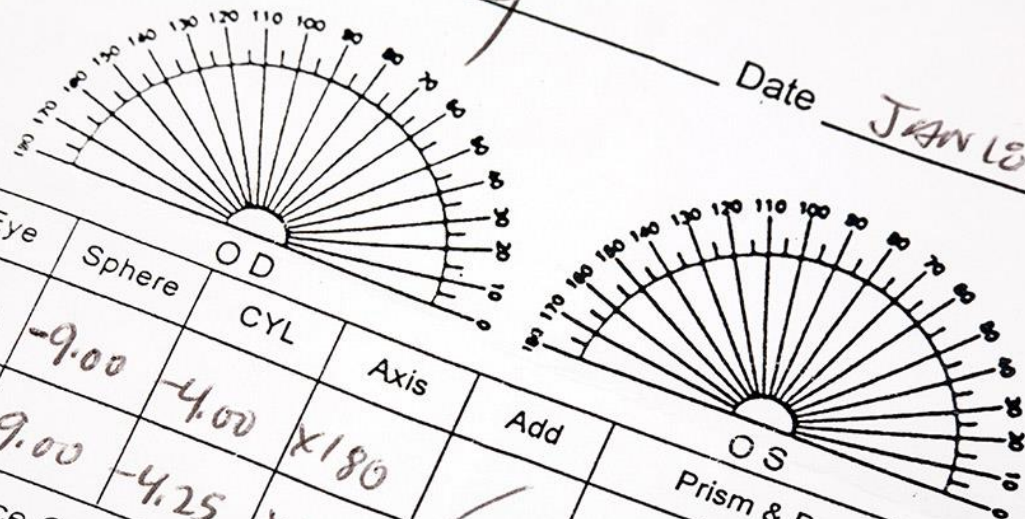 180 170 160 150 140 130 120 110 100 90 80 70 60 50 40 30 20 10 0
OD
Date JAN
180 170 160 150 140 130 120 110 100 90 80 70 60 50 40 30 20 10 0
OS
Eye Sphere CYL Axis Add Prism &
-9.00 -4.00 X180
9.00 -4.25